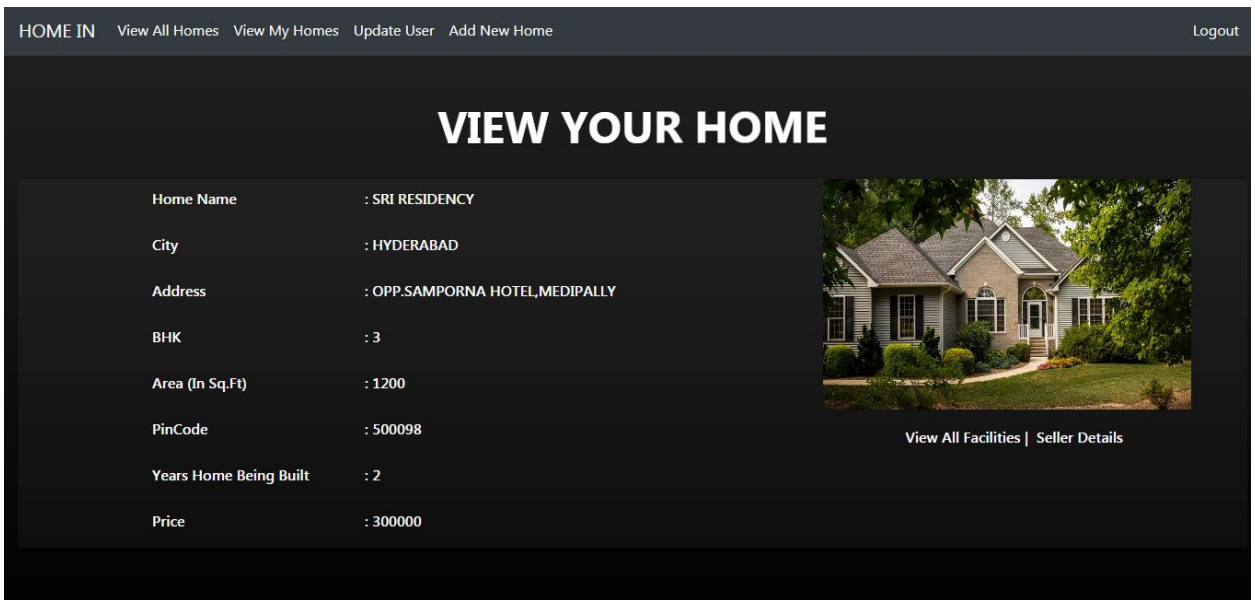 HOME IN View All Homes View My Homes Update User Add New Home Logout
VIEW YOUR HOME
Home Name : SRI RESIDENCY
City : HYDERABAD
Address : OPP.SAMPORNA HOTEL,MEDIPALLY
BHK : 3
Area (In Sq.Ft) : 1200
PinCode : 500098
Years Home Being Built : 2
Price : 300000
View All Facilities | Seller Details